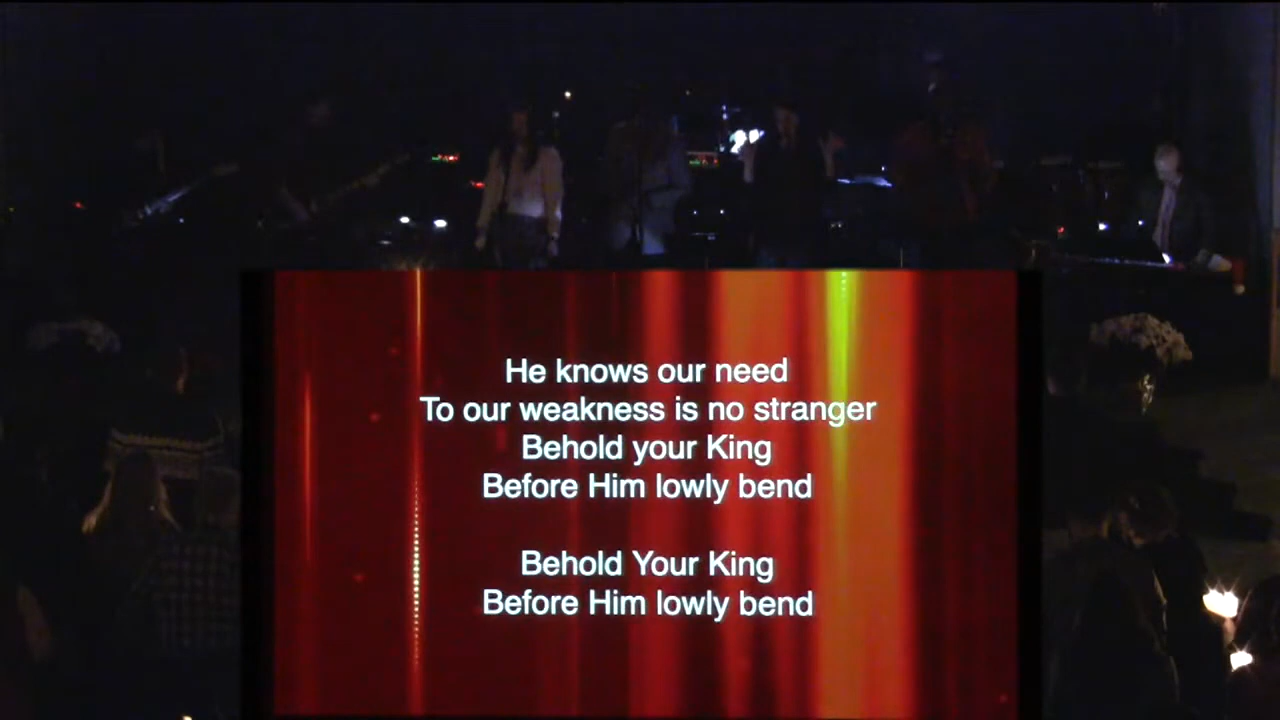 He knows our need
To our weakness is no stranger
Behold your King
Before Him lowly bend
Behold Your King
Before Him lowly bend